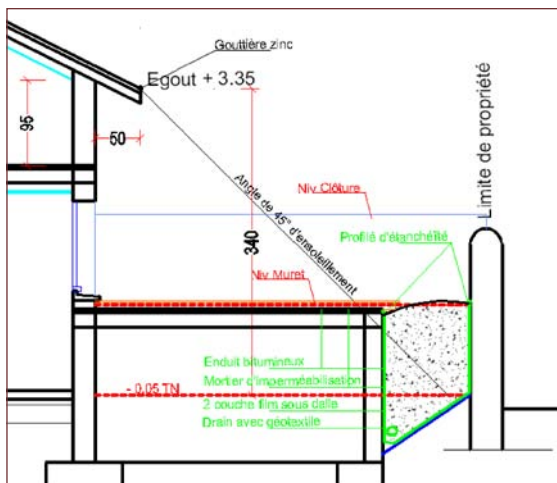 Gouttière zinc
Egout + 3.35
95
50
Limite de propriété
Angle de 45° d'ensoleillement
Niv Clôture
340
Profilé d'étanchéité
Niv Muret
Enduit bitumineux
Mortier d'imperméabilisation
- 0.05 TN
2 couche film sous dalle
Drain avec géotextile